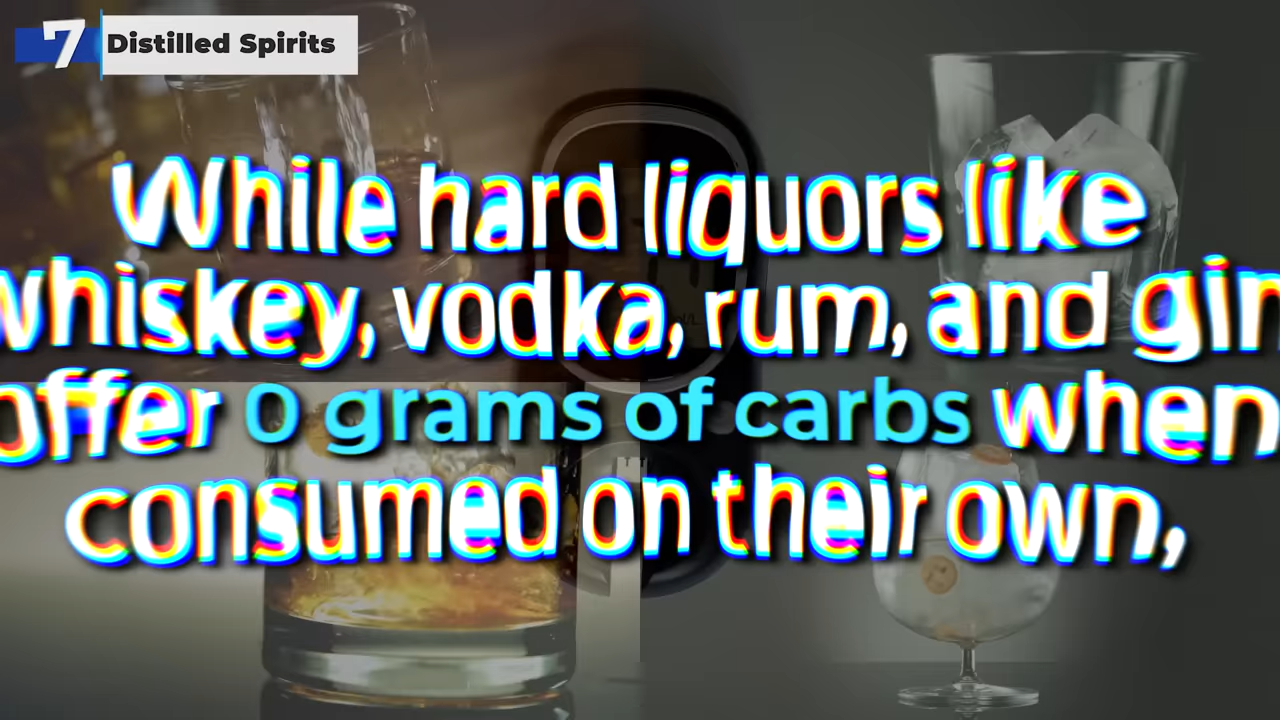 7 Distilled Spirits
While hard liquors like
whiskey, vodka, rum, and gin
offer 0 grams of carbs when
consumed on their own,